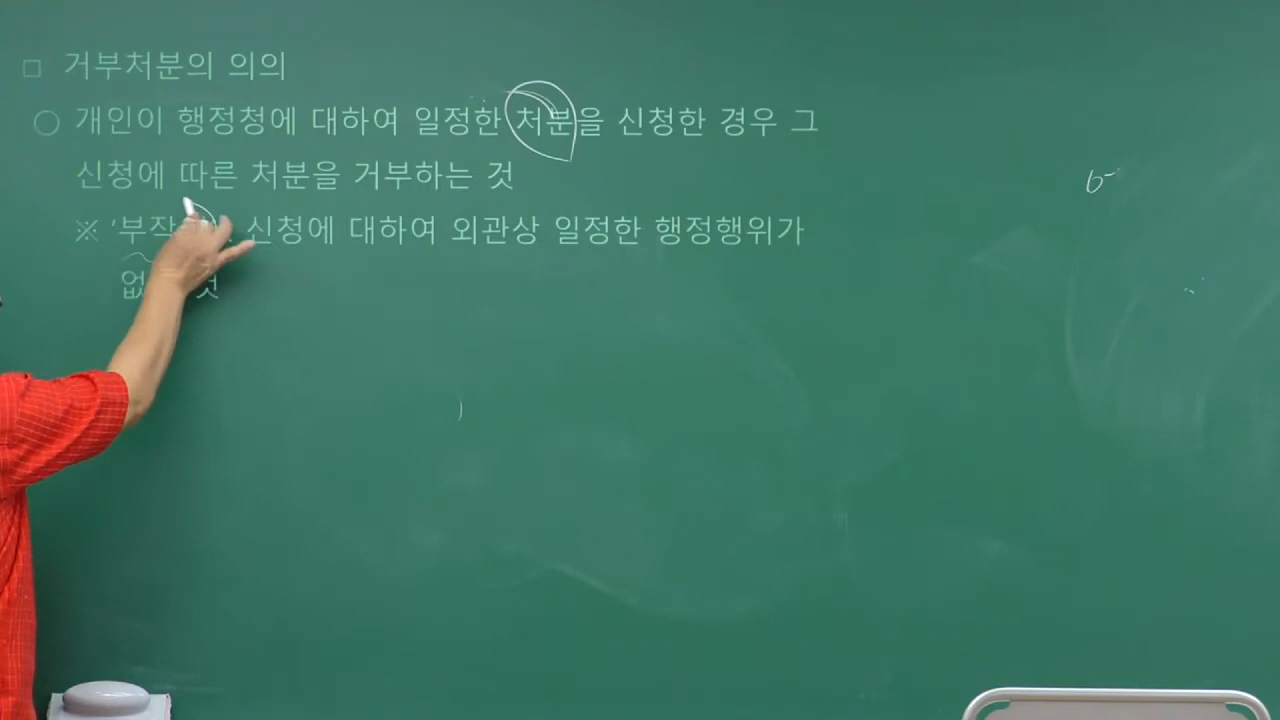 □ 거부처분의 의의
○ 개인이 행정청에 대하여 일정한 처분을 신청한 경우 그
신청에 따른 처분을 거부하는 것
※ ‘부작 신청에 대하여 외관상 일정한 행정행위가
없 것